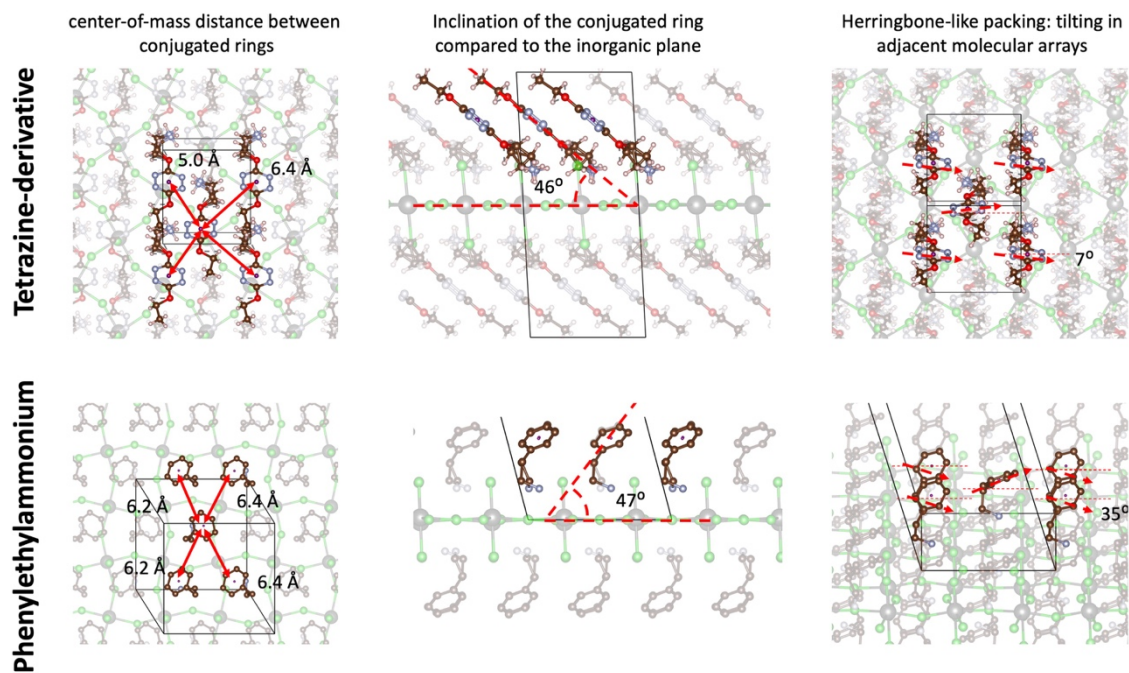 center-of-mass distance between
conjugated rings
Inclination of the conjugated ring
compared to the inorganic plane
Herringbone-like packing: tilting in
adjacent molecular arrays
Tetrazine-derivative
5.0 Å
6.4 Å
46°
7°
Phenylethylammonium
6.2 Å
6.4 Å
6.2 Å
6.4 Å
47°
35°